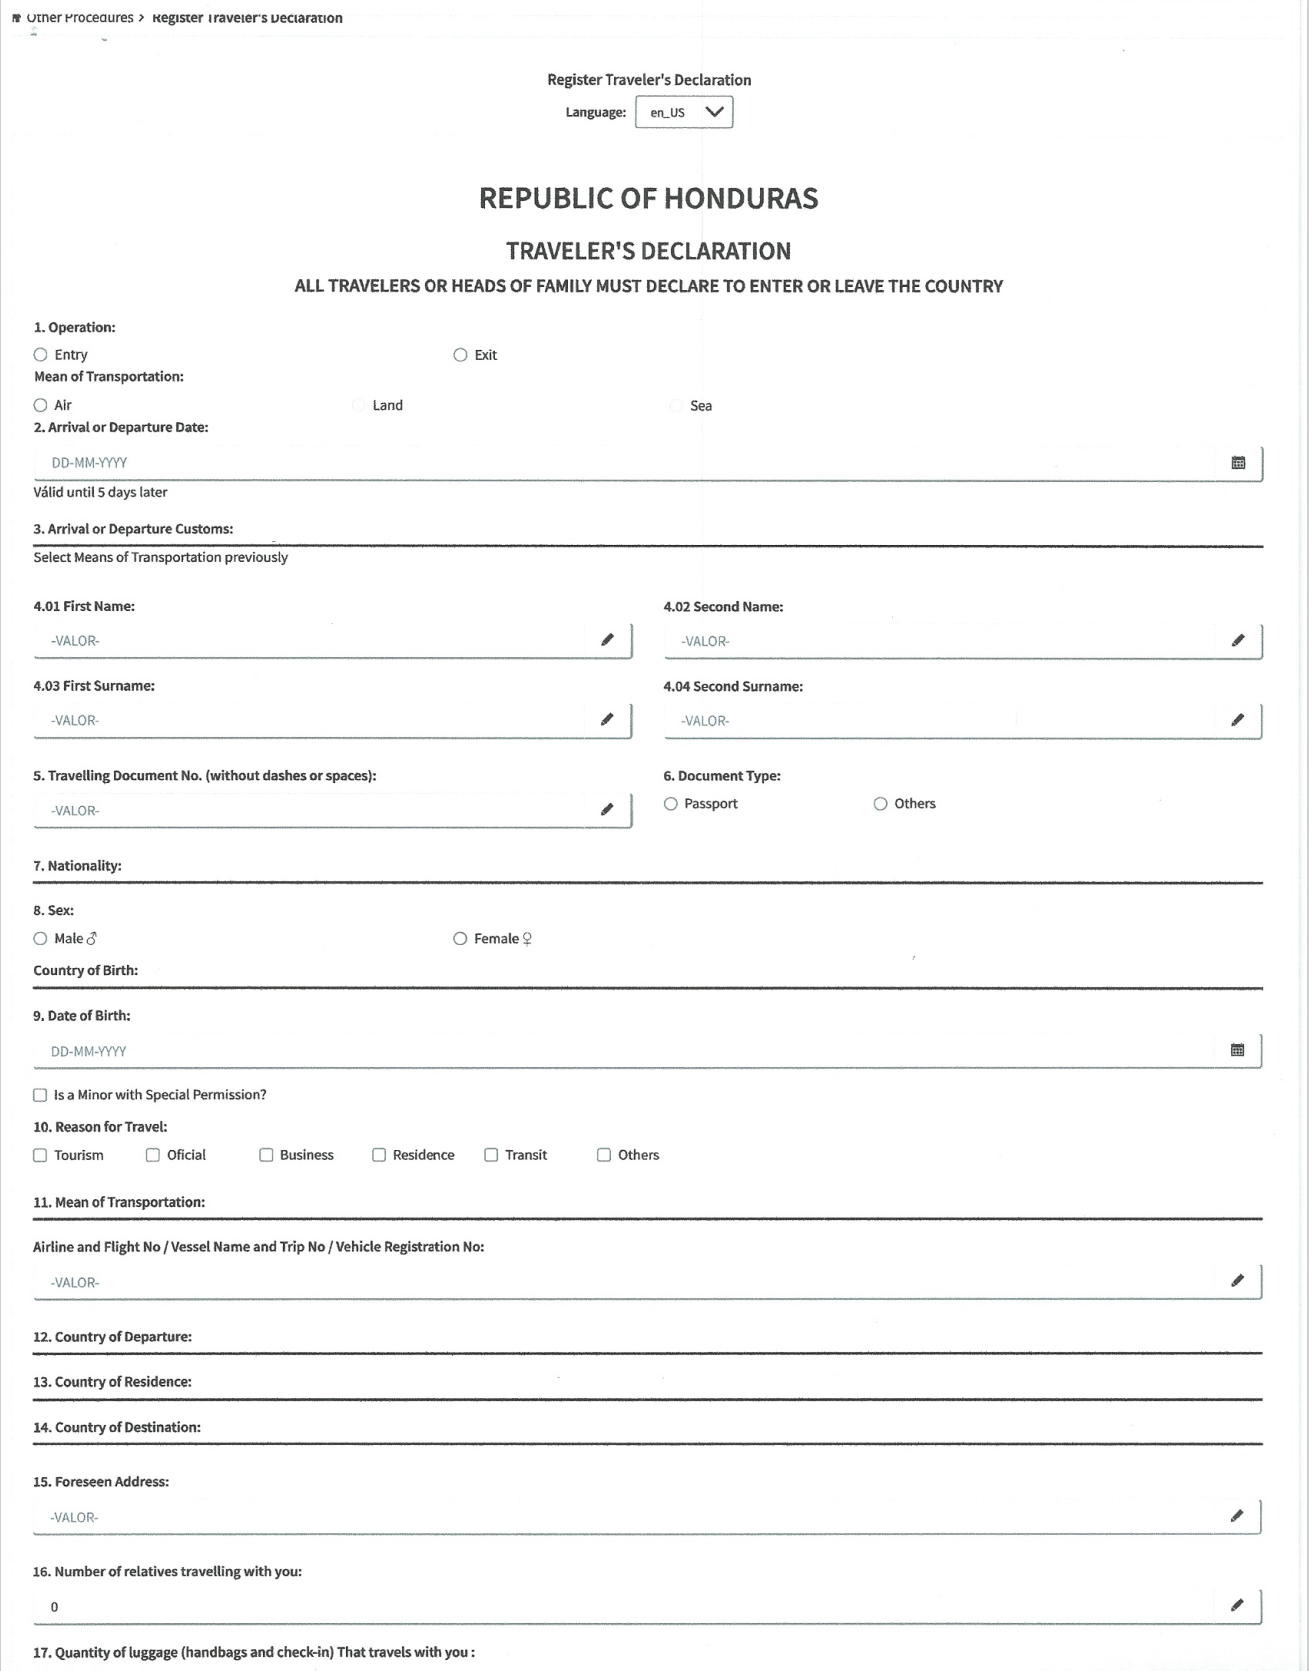 Other Procedures > Register Traveler's Declaration
Register Traveler's Declaration
Language: en_US
REPUBLIC OF HONDURAS
TRAVELER'S DECLARATION
ALL TRAVELERS OR HEADS OF FAMILY MUST DECLARE TO ENTER OR LEAVE THE COUNTRY
1. Operation:
Entry Exit
Mean of Transportation:
Air Land Sea
2. Arrival or Departure Date:
DD-MM-YYYY
Válid until 5 days later
3. Arrival or Departure Customs:
Select Means of Transportation previously
4.01 First Name: 4.02 Second Name:
-VALOR- -VALOR-
4.03 First Surname: 4.04 Second Surname:
-VALOR- -VALOR-
5. Travelling Document No. (without dashes or spaces): 6. Document Type:
-VALOR- Passport Others
7. Nationality:
8. Sex:
Male♂ Female♀
Country of Birth:
9. Date of Birth:
DD-MM-YYYY
Is a Minor with Special Permission?
10. Reason for Travel:
Tourism Oficial Business Residence Transit Others
11. Mean of Transportation:
Airline and Flight No / Vessel Name and Trip No / Vehicle Registration No:
-VALOR-
12. Country of Departure:
13. Country of Residence:
14. Country of Destination:
15. Foreseen Address:
-VALOR-
16. Number of relatives travelling with you:
0
17. Quantity of luggage (handbags and check-in) That travels with you :